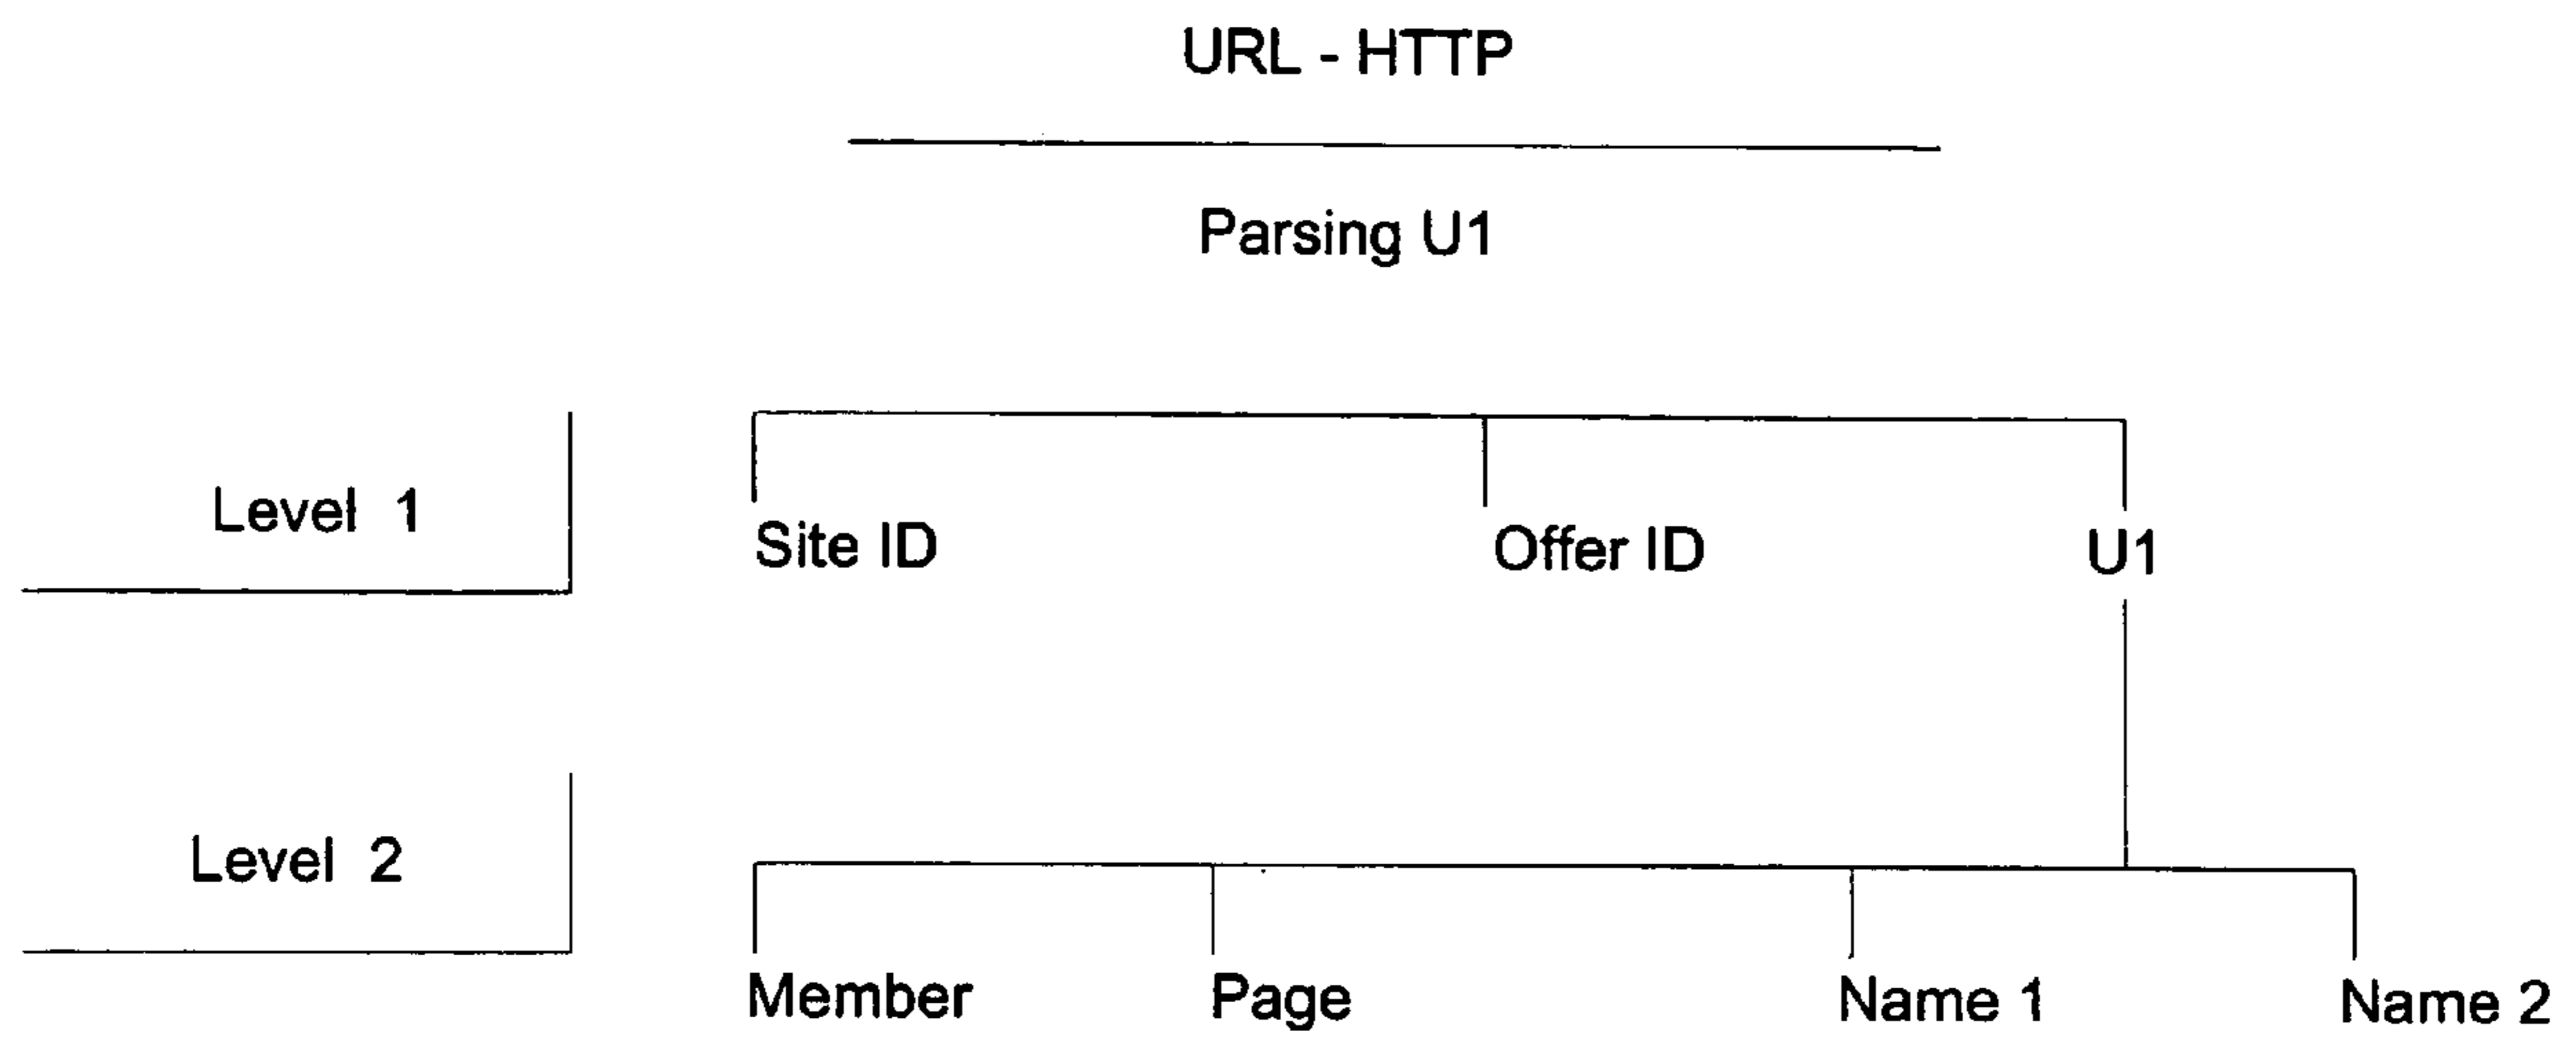 URL - HTTP
Parsing U1
Level 1
Site ID
Offer ID
U1
Level 2
Member
Page
Name 1
Name 2